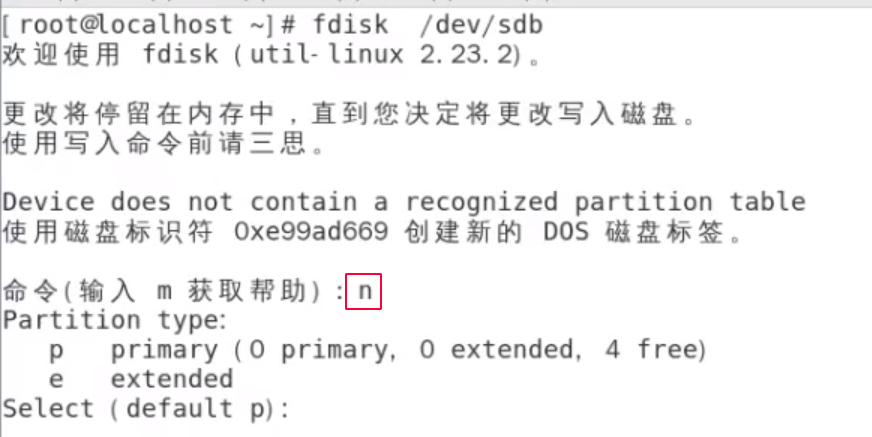 [root@localhost ~]# fdisk  /dev/sdb
欢迎使用 fdisk (util-linux 2.23.2)。
更改将停留在内存中，直到您决定将更改写入磁盘。
使用写入命令前请三思。
Device does not contain a recognized partition table
使用磁盘标识符 0xe99ad669 创建新的 DOS 磁盘标签。
命令(输入 m 获取帮助)：n
Partition type:
   p   primary (0 primary, 0 extended, 4 free)
   e   extended
Select (default p):